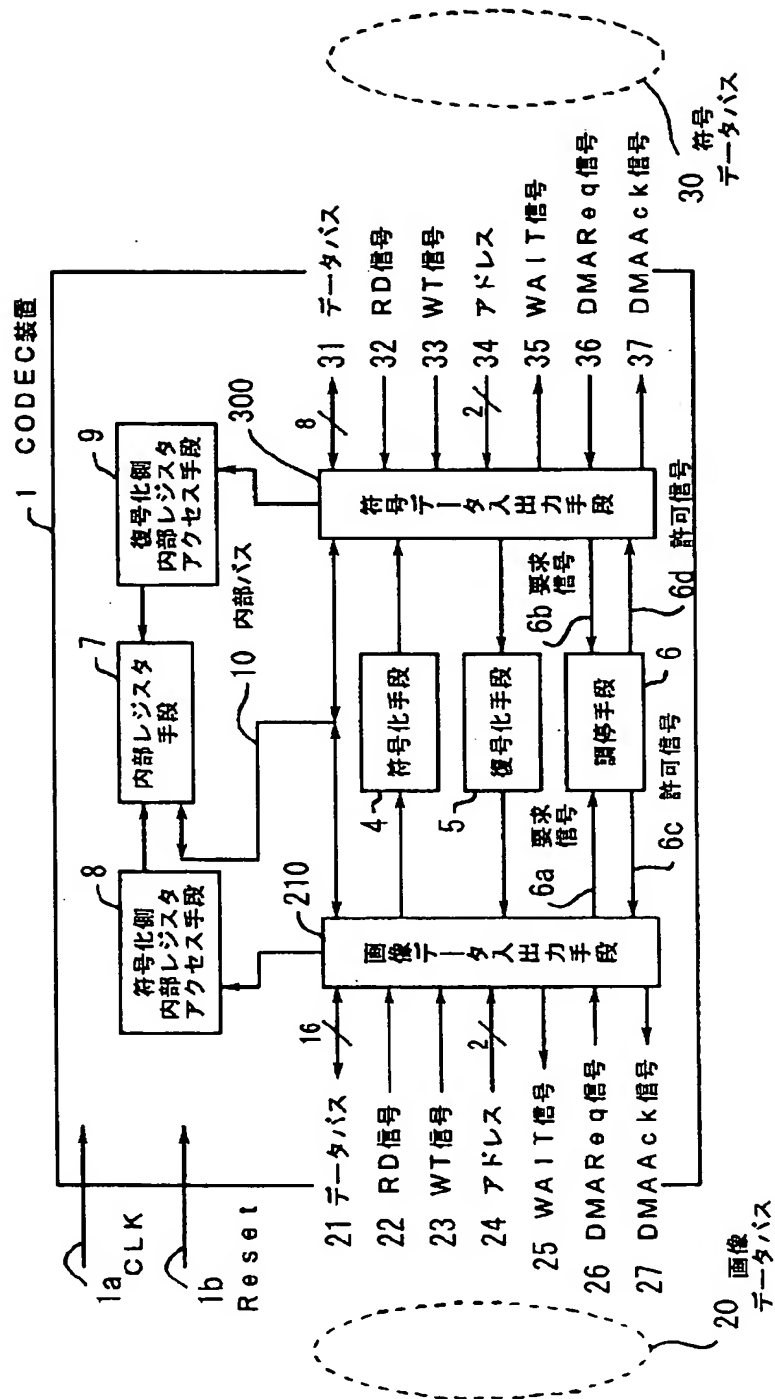 1 CODEC装置
1a CLK
1b Reset
8
符号化側
内部レジスタ
アクセス手段
7
内部レジスタ
手段
9
復号化側
内部レジスタ
アクセス手段
10 内部バス
210
画像データ入出力手段
300
符号データ入出力手段
4
符号化手段
5
復号化手段
6
調停手段
6a
要求
信号
6b
要求
信号
6c
許可信号
6d
許可信号
16
21 データバス
22 RD信号
23 WT信号
2
24 アドレス
25 WAIT信号
26 DMAReq信号
27 DMAAck信号
20 画像
データバス
8
31 データバス
32 RD信号
33 WT信号
2
34 アドレス
35 WAIT信号
36 DMAReq信号
37 DMAAck信号
30 符号
データバス